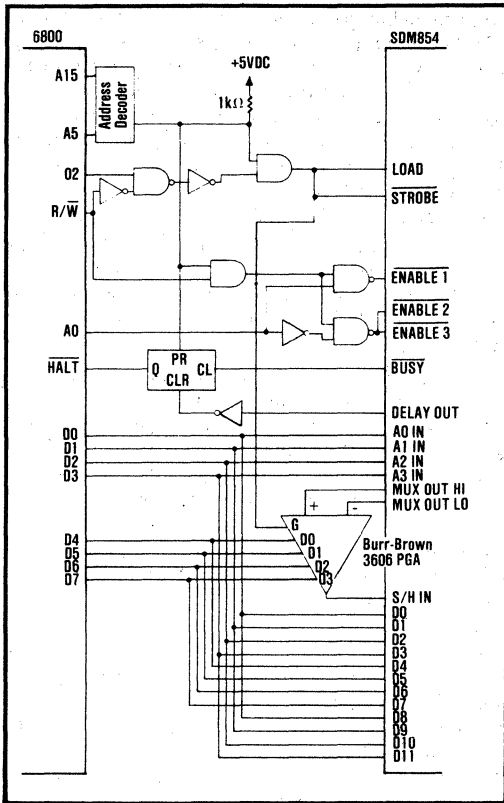 6800
SDM854
+5VDC
1kΩ
A15
Address
Decoder
A5
02
LOAD
STROBE
R/W
ENABLE 1
ENABLE 2
A0
ENABLE 3
PR
HALT
Q
CL
BUSY
CLR
DELAY OUT
D0
A0 IN
D1
A1 IN
D2
A2 IN
D3
A3 IN
MUX OUT HI
+
-
MUX OUT LO
G
D4
D0
Burr-Brown
D5
D1
3606 PGA
D6
D2
D7
D3
S/H IN
D0
D1
D2
D3
D4
D5
D6
D7
D8
D9
D10
D11